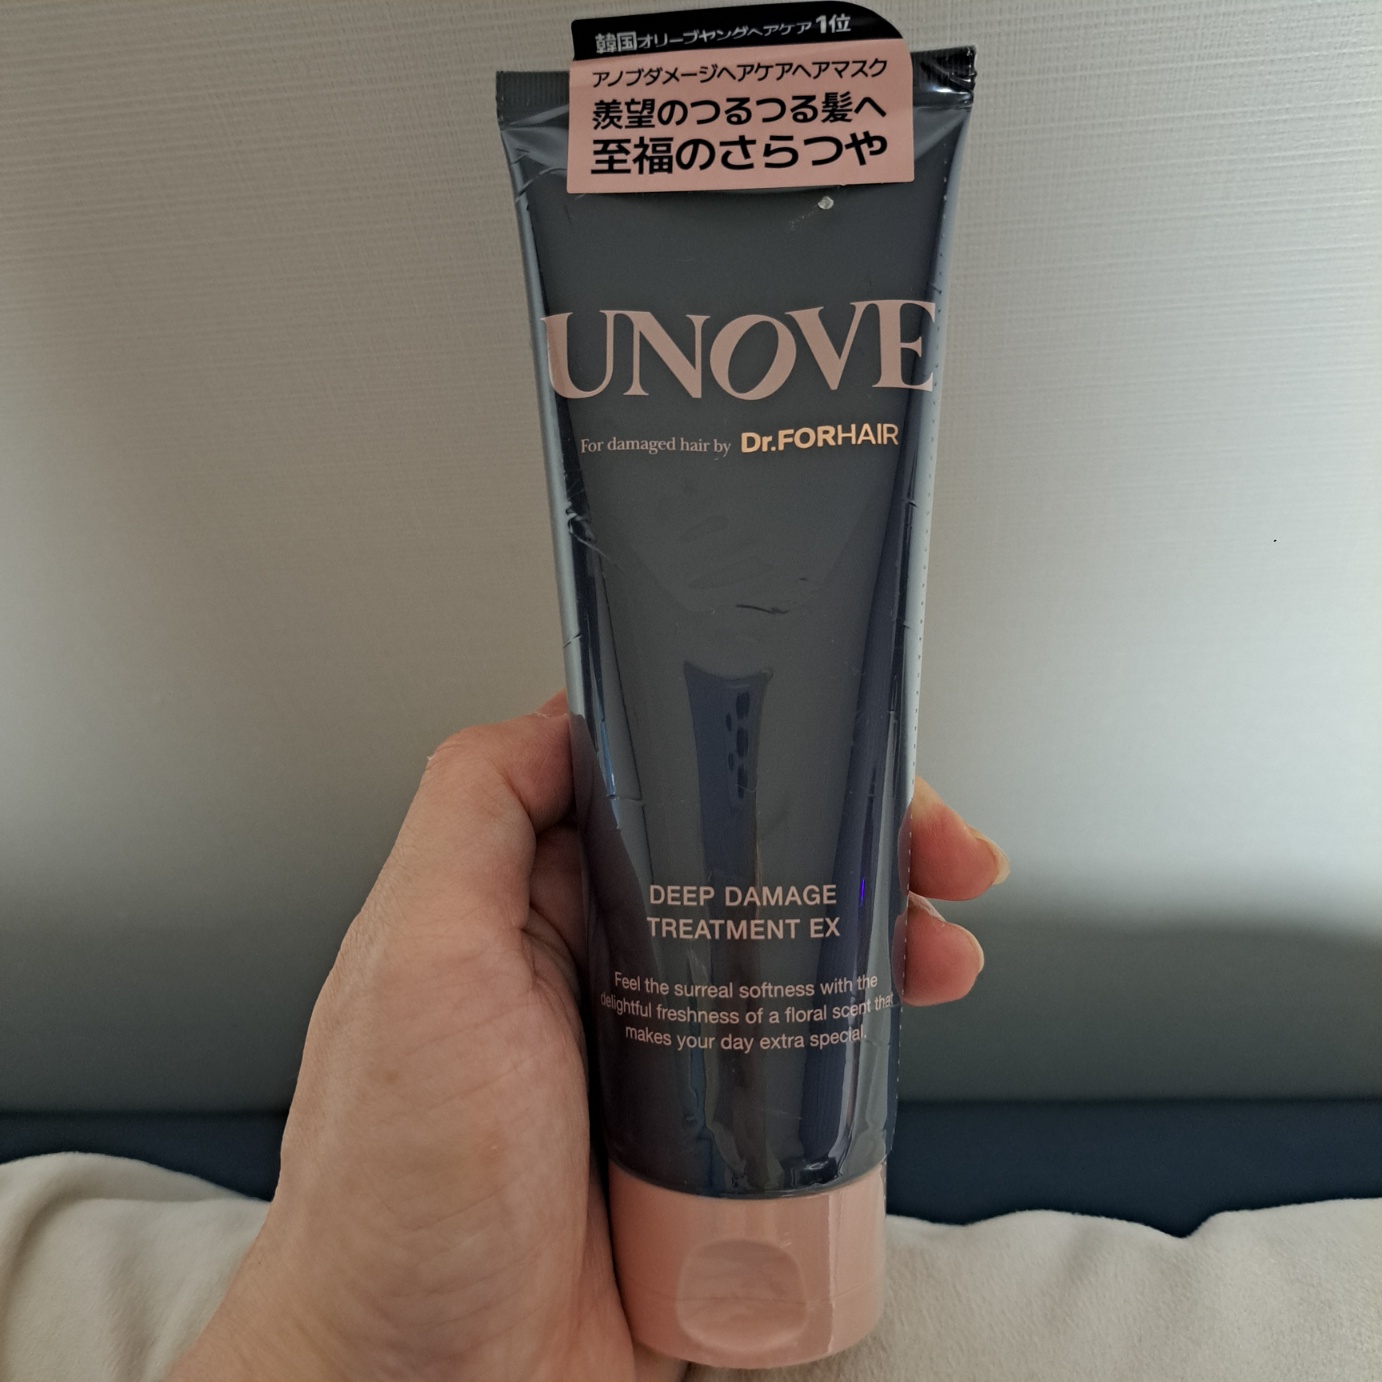 韓国オリーブヤングヘアケア1位
アノブダメージヘアケアヘアマスク
羨望のつるつる髪へ
至福のさらつや
UNOVE
For damaged hair by Dr.FORHAIR
DEEP DAMAGE
TREATMENT EX
Feel the surreal softness with the
delightful freshness of a floral scent that
makes your day extra special.